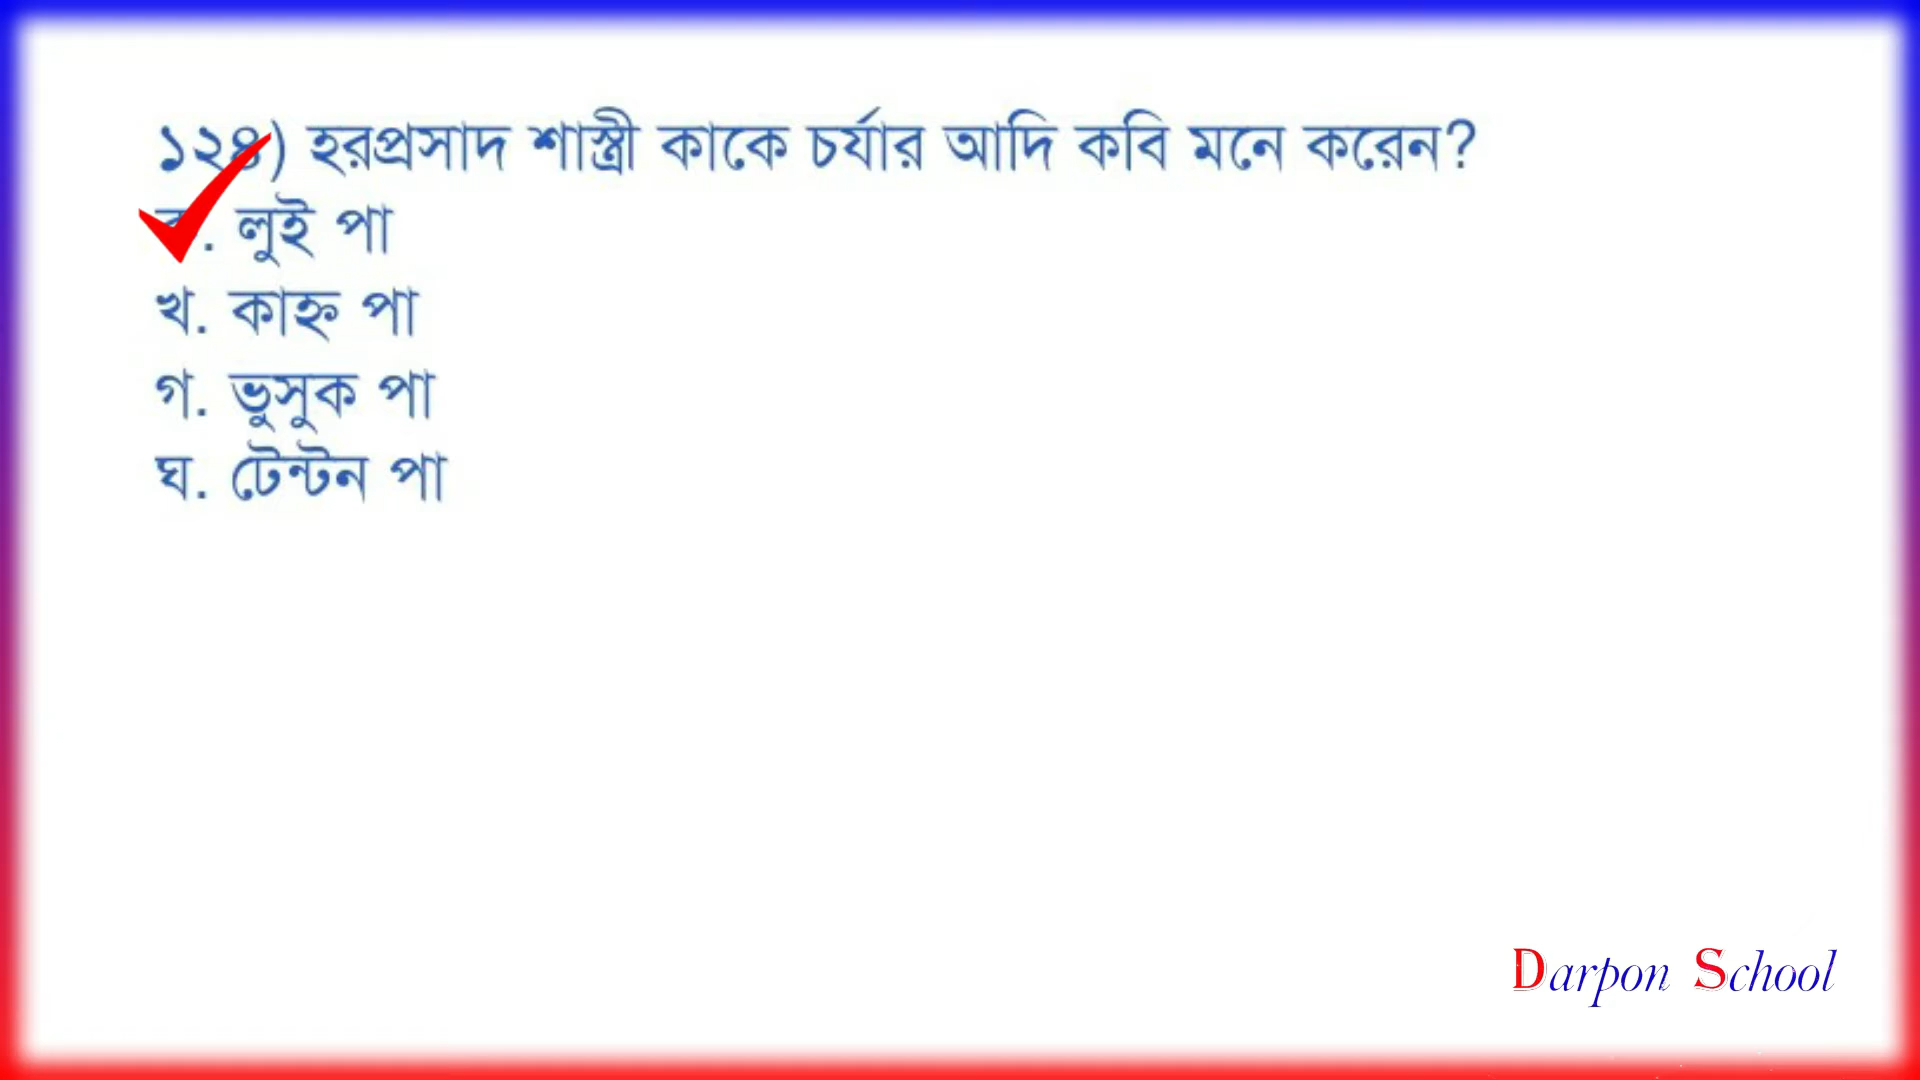 ১২৪) হরপ্রসাদ শাস্ত্রী কাকে চর্যার আদি কবি মনে করেন?
ক. লুই পা
খ. কাহ্ন পা
গ. ভুসুক পা
ঘ. টেন্টন পা
Darpon School